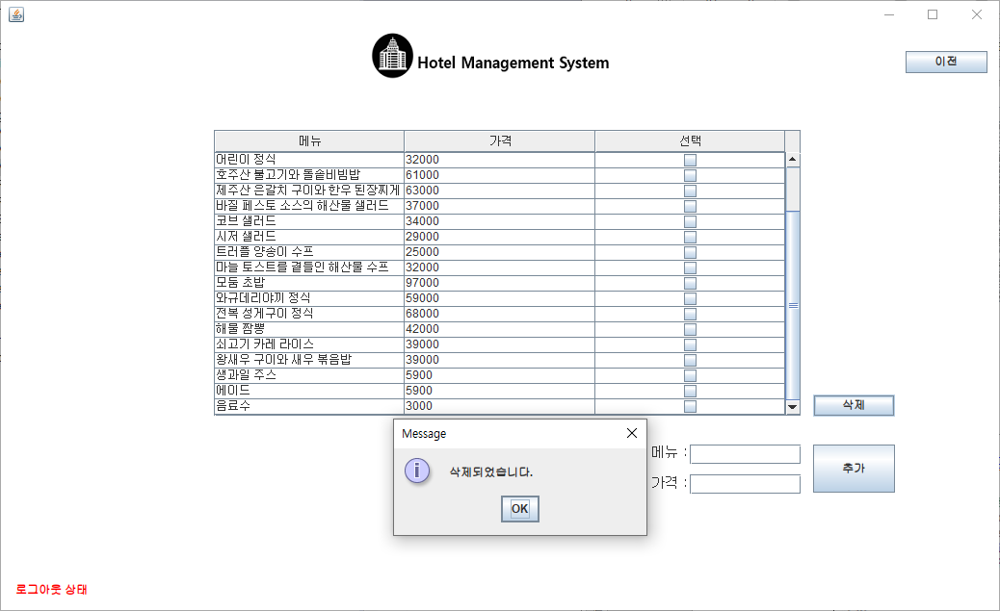 Hotel Management System
이전
메뉴 가격 선택
어린이 정식 32000
호주산 불고기와 돌솥비빔밥 61000
제주산 은갈치 구이와 한우 된장찌게 63000
바질 페스토 소스의 해산물 샐러드 37000
코브 샐러드 34000
시저 샐러드 29000
트러플 양송이 수프 25000
마늘 토스트를 곁들인 해산물 수프 32000
모둠 초밥 97000
와규데리야끼 정식 59000
전복 성게구이 정식 68000
해물 짬뽕 42000
쇠고기 카레 라이스 39000
왕새우 구이와 새우 볶음밥 39000
생과일 주스 5900
에이드 5900
음료수 3000
삭제
Message
삭제되었습니다.
OK
메뉴 :
가격 :
추가
로그아웃 상태